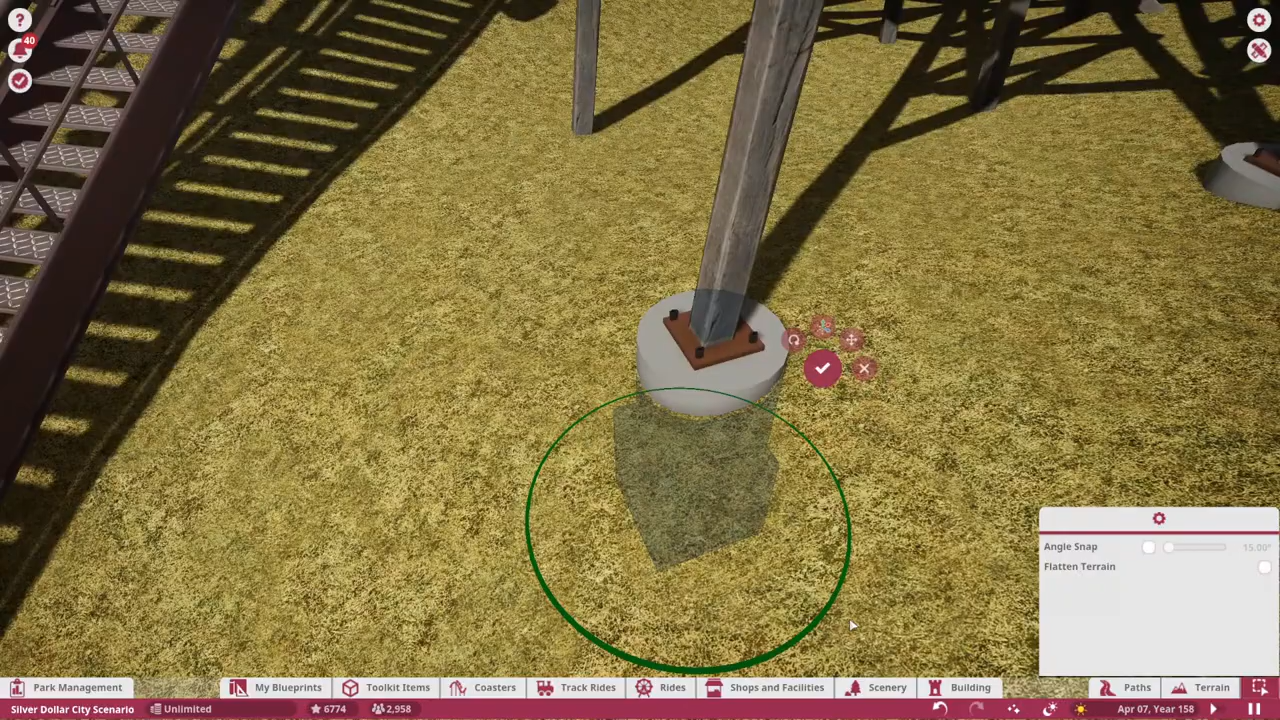 ?
40
Angle Snap 15.00°
Flatten Terrain
Park Management My Blueprints Toolkit Items Coasters Track Rides Rides Shops and Facilities Scenery Building Paths Terrain
Silver Dollar City Scenario Unlimited 6774 2,958 Apr 07, Year 158